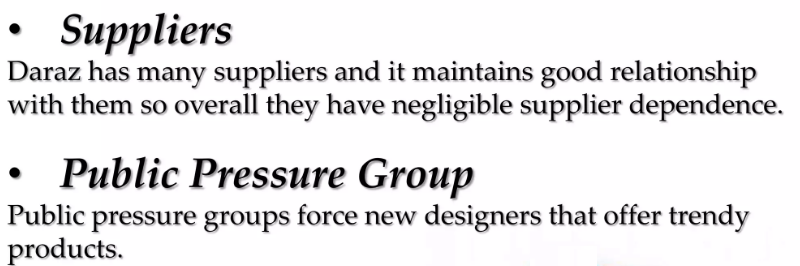 • Suppliers
Daraz has many suppliers and it maintains good relationship
with them so overall they have negligible supplier dependence.
• Public Pressure Group
Public pressure groups force new designers that offer trendy
products.